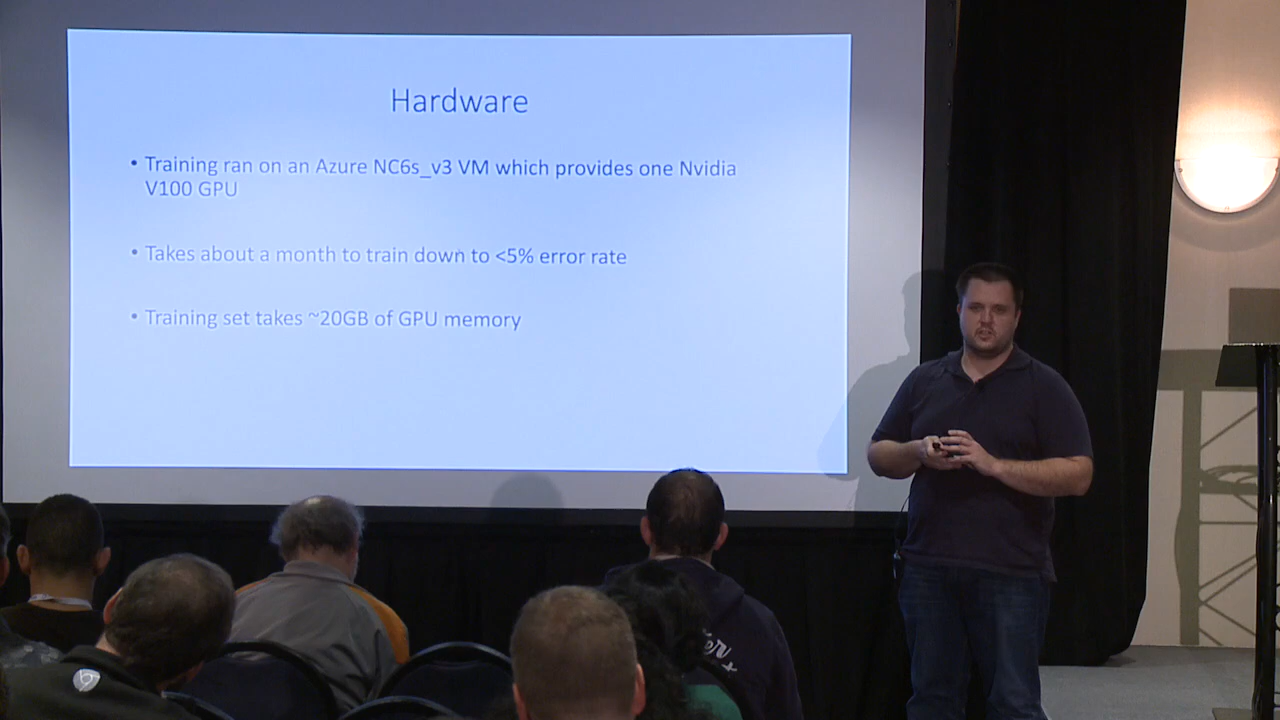 Hardware
• Training ran on an Azure NC6s_v3 VM which provides one Nvidia
V100 GPU
• Takes about a month to train down to <5% error rate
• Training set takes ~20GB of GPU memory